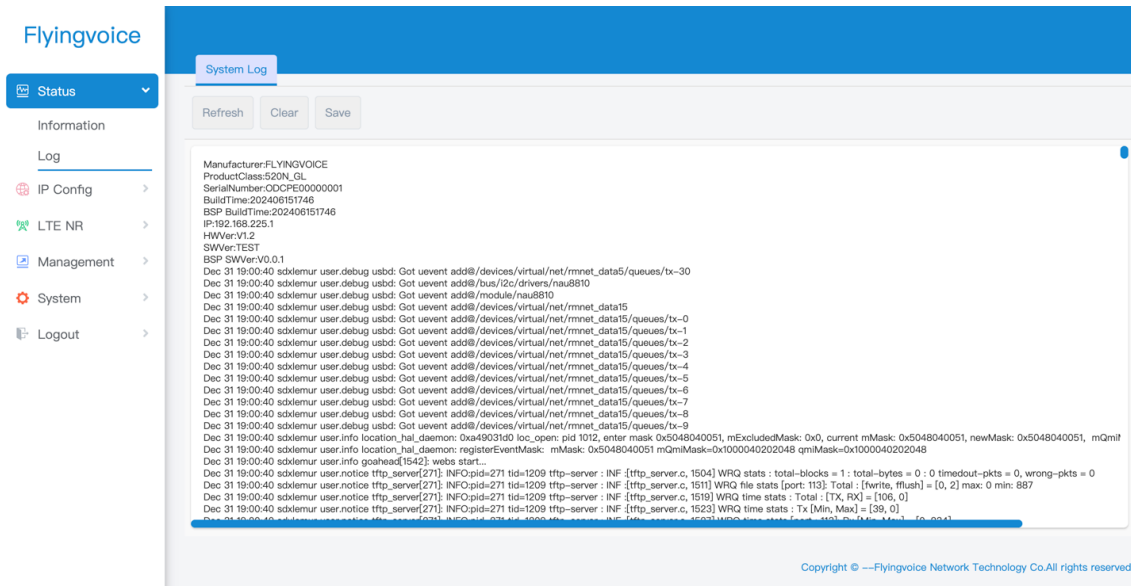 Flyingvoice
Status
Information
Log
IP Config
LTE NR
Management
System
Logout
System Log
Refresh Clear Save
Manufacturer:FLYINGVOICE
ProductClass:520N_GL
SerialNumber:ODCPE00000001
BuildTime:202406151746
BSP BuildTime:202406151746
IP:192.168.225.1
HWVer:V1.2
SWVer:TEST
BSP SWVer:V0.0.1
Dec 31 19:00:40 sdxlemur user.debug usbd: Got uevent add@/devices/virtual/net/rmnet_data5/queues/tx-30
Dec 31 19:00:40 sdxlemur user.debug usbd: Got uevent add@/bus/i2c/drivers/nau8810
Dec 31 19:00:40 sdxlemur user.debug usbd: Got uevent add@/module/nau8810
Dec 31 19:00:40 sdxlemur user.debug usbd: Got uevent add@/devices/virtual/net/rmnet_data15
Dec 31 19:00:40 sdxlemur user.debug usbd: Got uevent add@/devices/virtual/net/rmnet_data15/queues/tx-0
Dec 31 19:00:40 sdxlemur user.debug usbd: Got uevent add@/devices/virtual/net/rmnet_data15/queues/tx-1
Dec 31 19:00:40 sdxlemur user.debug usbd: Got uevent add@/devices/virtual/net/rmnet_data15/queues/tx-2
Dec 31 19:00:40 sdxlemur user.debug usbd: Got uevent add@/devices/virtual/net/rmnet_data15/queues/tx-3
Dec 31 19:00:40 sdxlemur user.debug usbd: Got uevent add@/devices/virtual/net/rmnet_data15/queues/tx-4
Dec 31 19:00:40 sdxlemur user.debug usbd: Got uevent add@/devices/virtual/net/rmnet_data15/queues/tx-5
Dec 31 19:00:40 sdxlemur user.debug usbd: Got uevent add@/devices/virtual/net/rmnet_data15/queues/tx-6
Dec 31 19:00:40 sdxlemur user.debug usbd: Got uevent add@/devices/virtual/net/rmnet_data15/queues/tx-7
Dec 31 19:00:40 sdxlemur user.debug usbd: Got uevent add@/devices/virtual/net/rmnet_data15/queues/tx-8
Dec 31 19:00:40 sdxlemur user.debug usbd: Got uevent add@/devices/virtual/net/rmnet_data15/queues/tx-9
Dec 31 19:00:40 sdxlemur user.info location_hal_daemon: 0xa49031d0 loc_open: pid 1012, enter mask 0x5048040051, mExcludedMask: 0x0, current mMask: 0x5048040051, newMask: 0x5048040051,
Dec 31 19:00:40 sdxlemur user.info location_hal_daemon: registerEventMask: mMask: 0x5048040051 mQmiMask=0x1000040202048 qmiMask=0x1000040202048
Dec 31 19:00:40 sdxlemur user.info goahead[1542]: webs start...
Dec 31 19:00:40 sdxlemur user.notice tftp_server[271]: INFO:pid=271 tid=1209 tftp-server : INF :[tftp_server.c, 1504] WRQ stats : total-blocks = 1 : total-bytes = 0 : 0 timedout-pkts = 0, wrong-pkts = 0
Dec 31 19:00:40 sdxlemur user.notice tftp_server[271]: INFO:pid=271 tid=1209 tftp-server : INF :[tftp_server.c, 1511] WRQ file stats [port: 113]: Total : [fwrite, fflush] = [0, 2] max: 0 min: 887
Dec 31 19:00:40 sdxlemur user.notice tftp_server[271]: INFO:pid=271 tid=1209 tftp-server : INF :[tftp_server.c, 1519] WRQ time stats : Total : [TX, RX] = [106, 0]
Dec 31 19:00:40 sdxlemur user.notice tftp_server[271]: INFO:pid=271 tid=1209 tftp-server : INF :[tftp_server.c, 1523] WRQ time stats : Tx [Min, Max] = [39, 0]
Copyright © --Flyingvoice Network Technology Co.All rights reserved